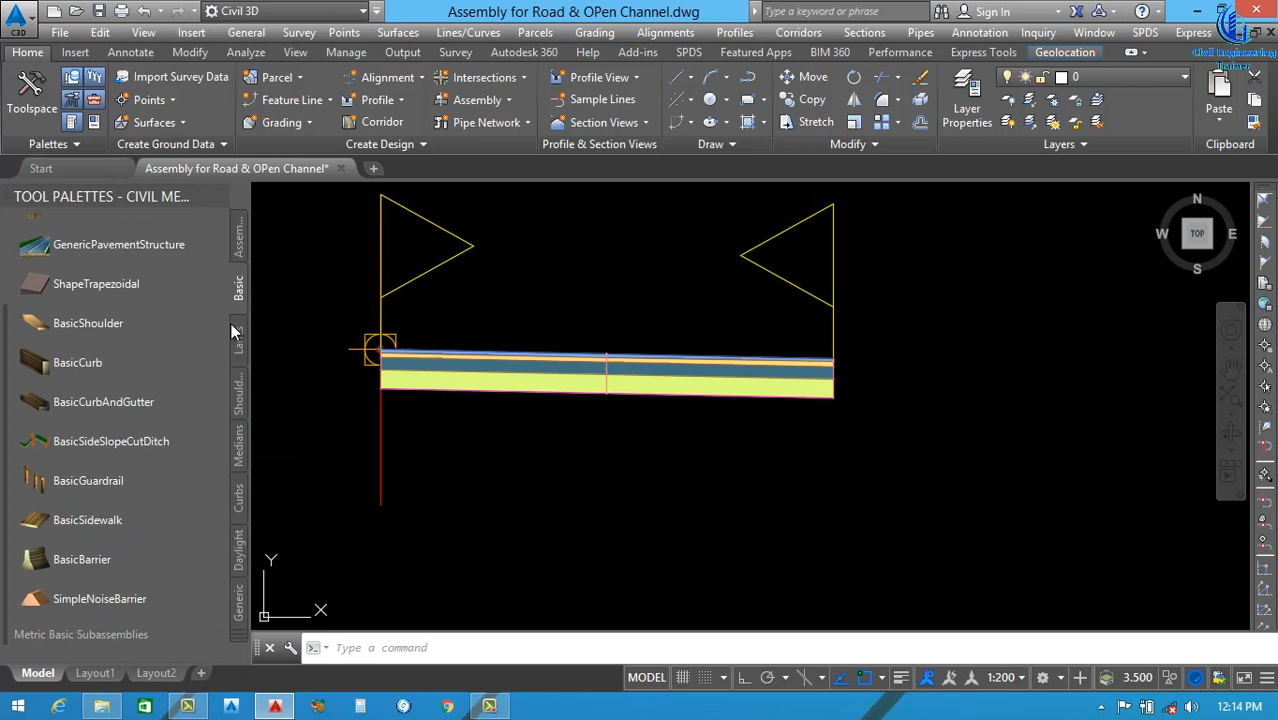 Civil 3D
Assembly for Road & OPen Channel.dwg
Type a keyword or phrase
Sign In
File Edit View Insert General Survey Points Surfaces Lines/Curves Parcels Grading Alignments Profiles Corridors Sections Pipes Annotation Inquiry Window SPDS Express
Home Insert Annotate Modify Analyze View Manage Output Survey Autodesk 360 Help Add-ins SPDS Featured Apps BIM 360 Performance Express Tools Geolocation
Civil Engineering
Import Survey Data Parcel Alignment Intersections Profile View Move 0
Toolspace Points Feature Line Profile Assembly Sample Lines Copy Layer Properties Paste
Surfaces Grading Corridor Pipe Network Section Views Stretch
Palettes Create Ground Data Create Design Profile & Section Views Draw Modify Layers Clipboard
Start Assembly for Road & OPen Channel*
TOOL PALETTES - CIVIL ME...
GenericPavementStructure
ShapeTrapezoidal
BasicShoulder
BasicCurb
BasicCurbAndGutter
BasicSideSlopeCutDitch
BasicGuardrail
BasicSidewalk
BasicBarrier
SimpleNoiseBarrier
Metric Basic Subassemblies
Assem...
Basic
Should...
Medians
Curbs
Daylight
Generic
N
W TOP E
S
Y
X
Type a command
Model Layout1 Layout2
MODEL 1:200 3.500
12:14 PM